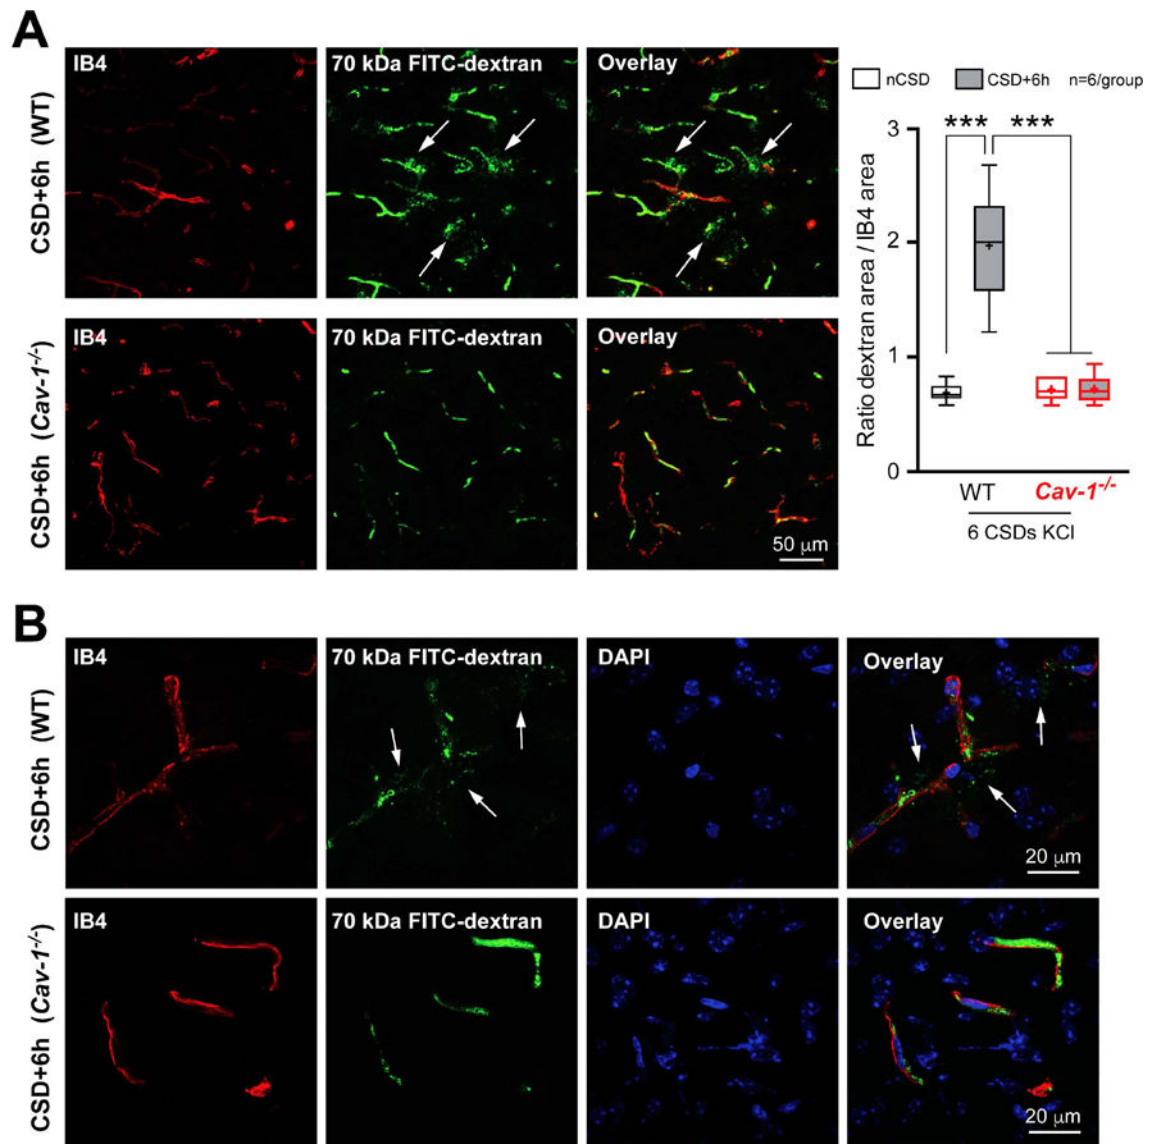 A
CSD+6h (WT)
IB4
70 kDa FITC-dextran
Overlay
CSD+6h (Cav-1-/-)
IB4
70 kDa FITC-dextran
Overlay
50 μm
nCSD
CSD+6h
n=6/group
Ratio dextran area / IB4 area
3
2
1
0
***
***
WT
Cav-1-/-
6 CSDs KCl
B
CSD+6h (WT)
IB4
70 kDa FITC-dextran
DAPI
Overlay
20 μm
CSD+6h (Cav-1-/-)
IB4
70 kDa FITC-dextran
DAPI
Overlay
20 μm